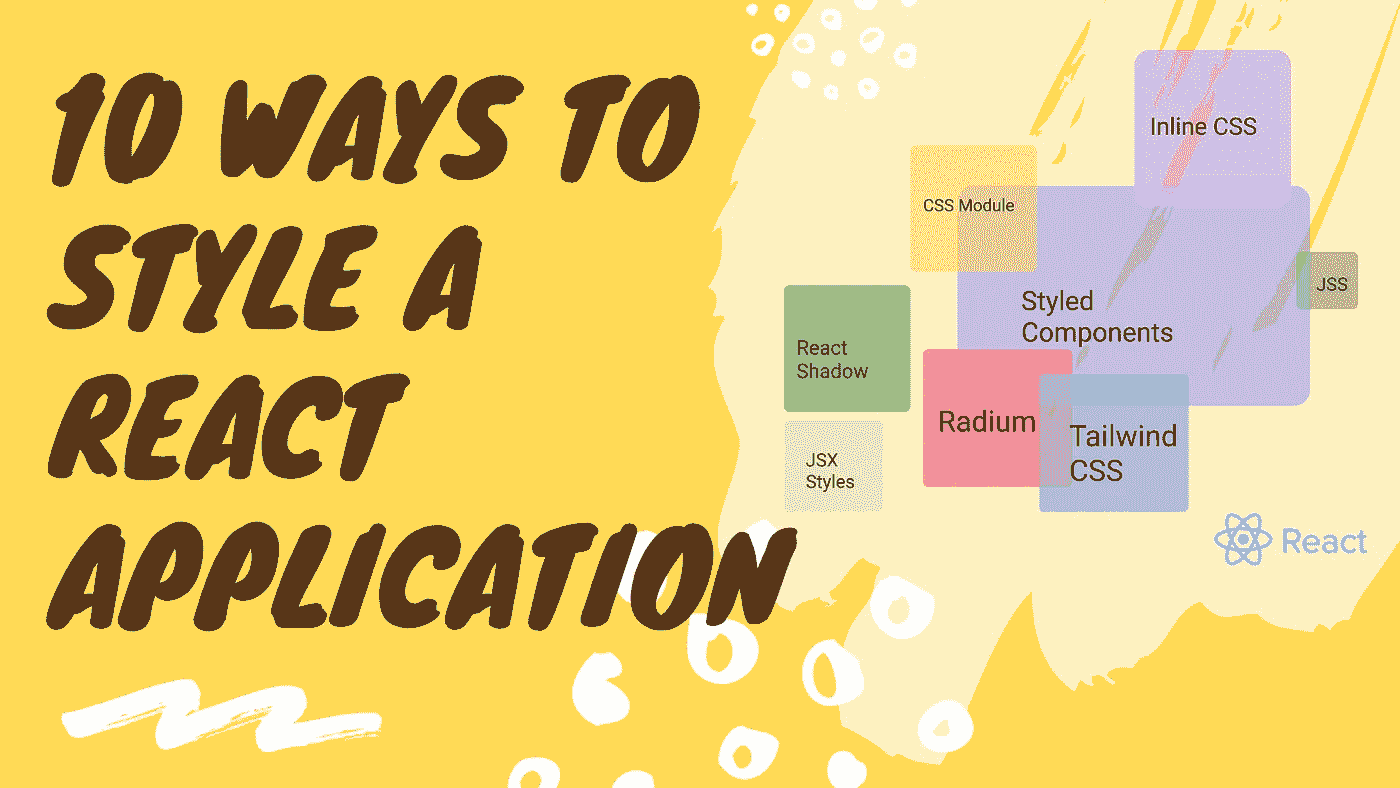 10 WAYS TO
STYLE A
REACT
APPLICATION
Inline CSS
CSS Module
JSS
Styled
Components
React
Shadow
Radium
Tailwind
CSS
JSX
Styles
React